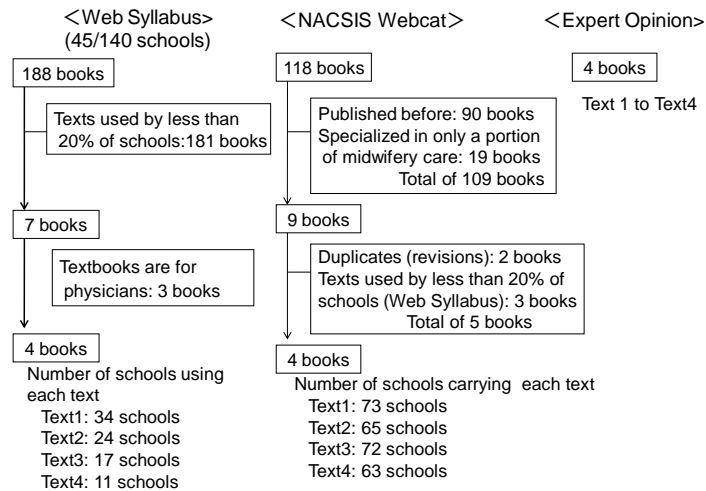 <Web Syllabus>
(45/140 schools)
188 books
Texts used by less than
20% of schools:181 books
7 books
Textbooks are for
physicians: 3 books
4 books
Number of schools using
each text
Text1: 34 schools
Text2: 24 schools
Text3: 17 schools
Text4: 11 schools
<NACSIS Webcat>
118 books
Published before: 90 books
Specialized in only a portion
of midwifery care: 19 books
Total of 109 books
9 books
Duplicates (revisions): 2 books
Texts used by less than 20% of
schools (Web Syllabus): 3 books
Total of 5 books
4 books
Number of schools carrying each text
Text1: 73 schools
Text2: 65 schools
Text3: 72 schools
Text4: 63 schools
<Expert Opinion>
4 books
Text 1 to Text4